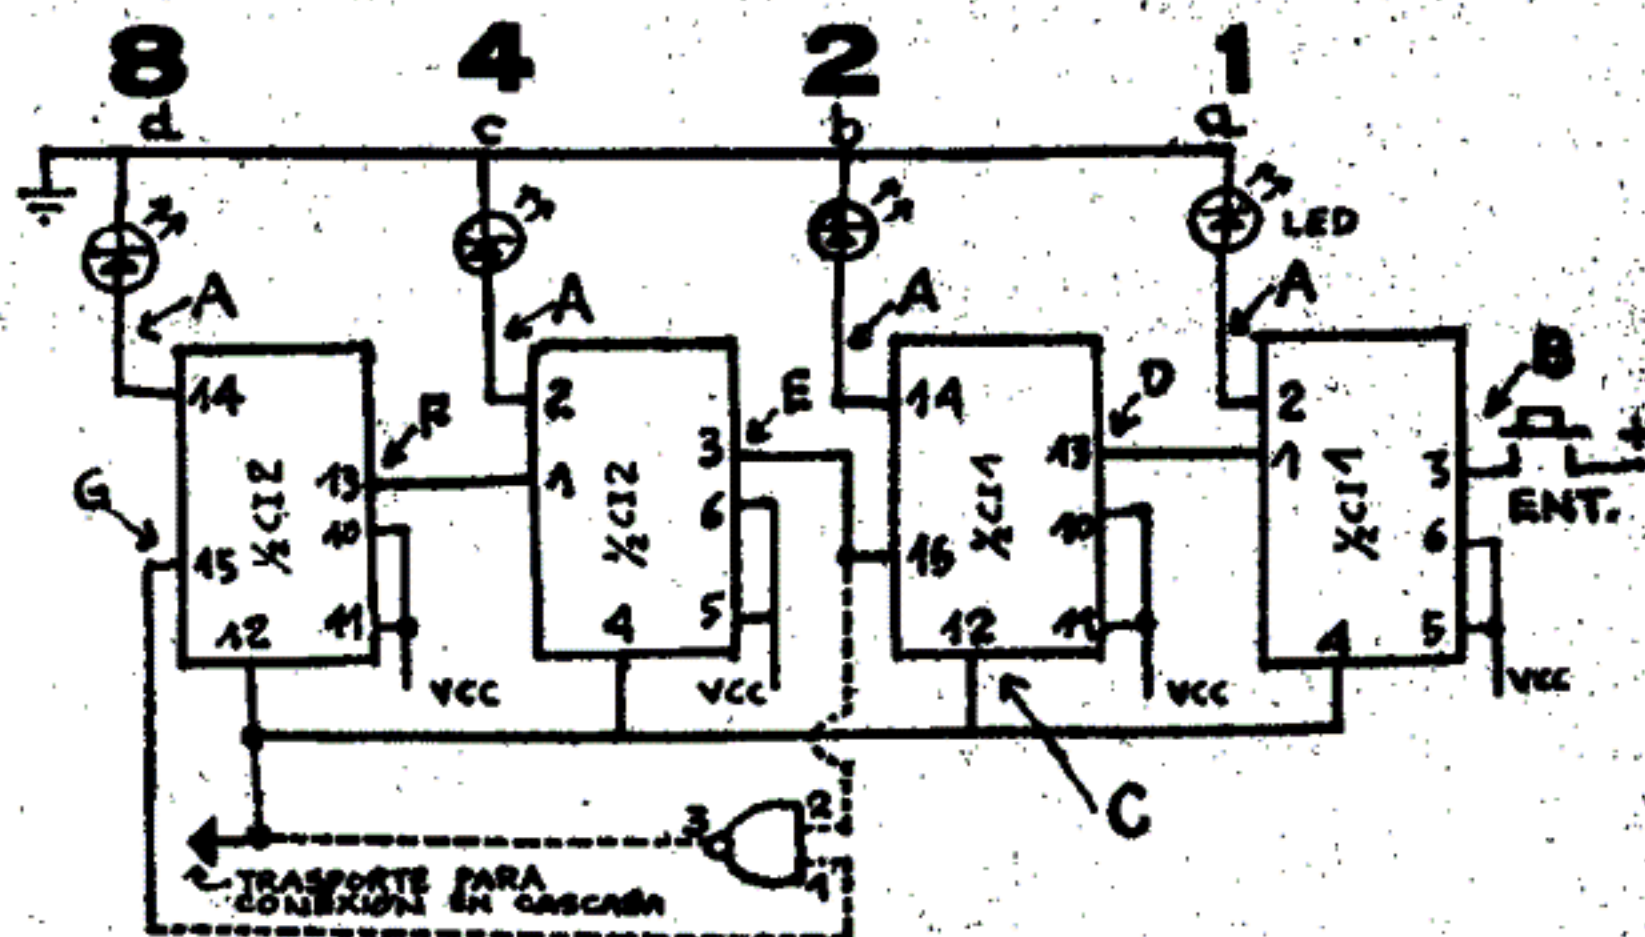 8 4 2 1
d c b a
LED
A A A A
B
14 2 14 2
F E D
3
13 1 13 1 3
½CI2 ½CI2 ½CI1 ½CI1
ENT.
+
G
10 6 10 6
15 15
12 11 4 5 12 11 4 5
VCC VCC VCC VCC
C
3 2
1
TRASPORTE PARA
CONEXIÓN EN CASCADA